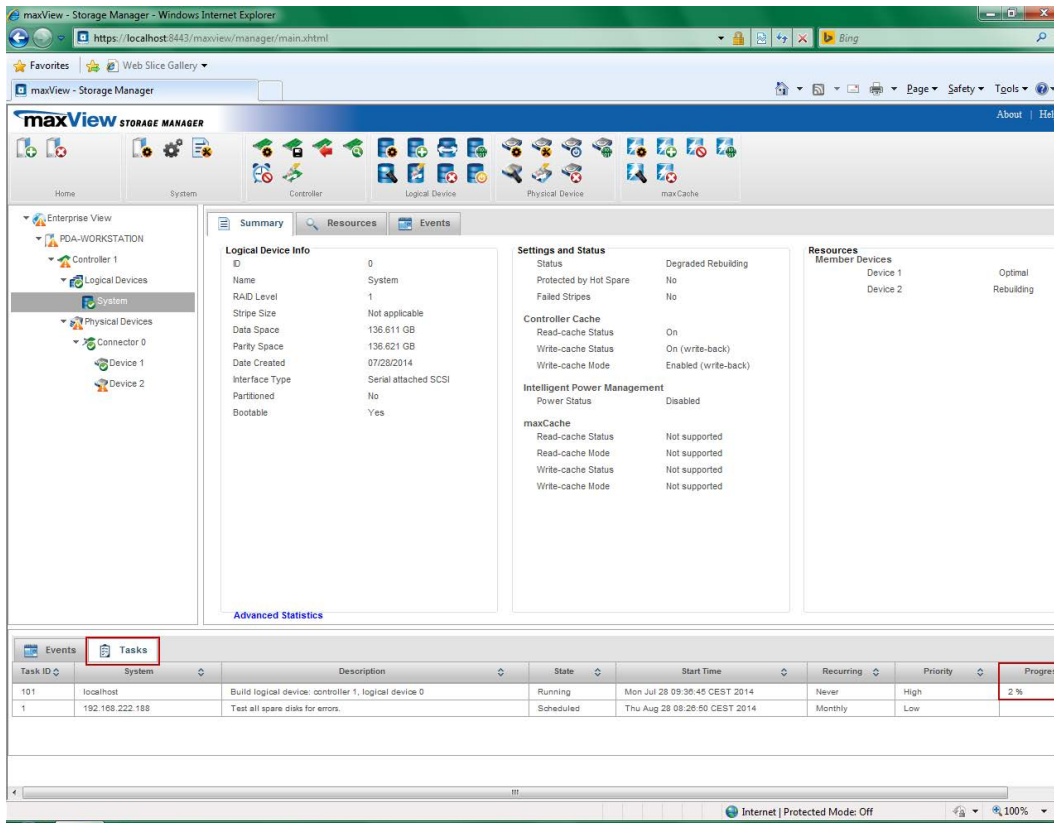 maxView - Storage Manager - Windows Internet Explorer
https://localhost:8443/maxview/manager/main.xhtml
Bing
Favorites
Web Slice Gallery
maxView - Storage Manager
Page Safety Tools
maxView STORAGE MANAGER
About | Hel
Home System Controller Logical Device Physical Device maxCache
Enterprise View
PDA-WORKSTATION
Controller 1
Logical Devices
System
Physical Devices
Connector 0
Device 1
Device 2
Summary Resources Events
Logical Device Info
ID 0
Name System
RAID Level 1
Stripe Size Not applicable
Data Space 136.611 GB
Parity Space 136.621 GB
Date Created 07/28/2014
Interface Type Serial attached SCSI
Partitioned No
Bootable Yes
Advanced Statistics
Settings and Status
Status Degraded Rebuilding
Protected by Hot Spare No
Failed Stripes No
Controller Cache
Read-cache Status On
Write-cache Status On (write-back)
Write-cache Mode Enabled (write-back)
Intelligent Power Management
Power Status Disabled
maxCache
Read-cache Status Not supported
Read-cache Mode Not supported
Write-cache Status Not supported
Write-cache Mode Not supported
Resources
Member Devices
Device 1 Optimal
Device 2 Rebuilding
Events Tasks
Task ID System Description State Start Time Recurring Priority Progres
101 localhost Build logical device: controller 1, logical device 0 Running Mon Jul 28 09:36:45 CEST 2014 Never High 2 %
1 192.168.222.188 Test all spare disks for errors. Scheduled Thu Aug 28 08:26:50 CEST 2014 Monthly Low
Internet | Protected Mode: Off
100%